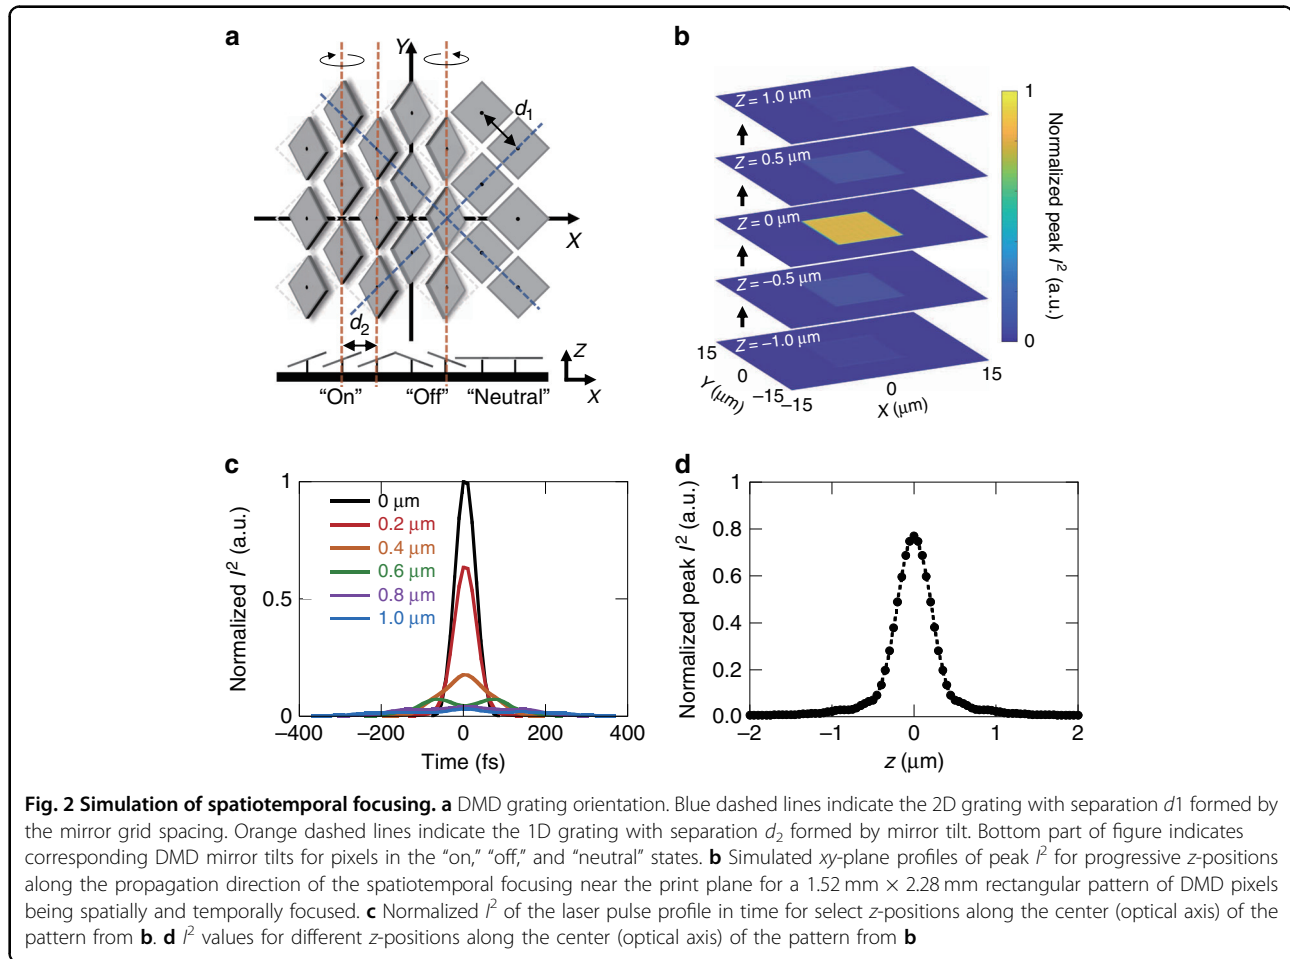 a
Y
d1
X
d2
Z
X
"On" "Off" "Neutral"
b
Z = 1.0 μm
Z = 0.5 μm
Z = 0 μm
Z = −0.5 μm
Z = −1.0 μm
15
0
−15
Y (μm)
−15
0
15
X (μm)
1
0
Normalized peak I² (a.u.)
c
Normalized I² (a.u.)
1
0.5
0
0 μm
0.2 μm
0.4 μm
0.6 μm
0.8 μm
1.0 μm
−400 −200 0 200 400
Time (fs)
d
Normalized peak I² (a.u.)
1
0.8
0.6
0.4
0.2
0.0
−2 −1 0 1 2
z (μm)
Fig. 2 Simulation of spatiotemporal focusing. a DMD grating orientation. Blue dashed lines indicate the 2D grating with separation d1 formed by
the mirror grid spacing. Orange dashed lines indicate the 1D grating with separation d2 formed by mirror tilt. Bottom part of figure indicates
corresponding DMD mirror tilts for pixels in the "on," "off," and "neutral" states. b Simulated xy-plane profiles of peak I² for progressive z-positions
along the propagation direction of the spatiotemporal focusing near the print plane for a 1.52 mm × 2.28 mm rectangular pattern of DMD pixels
being spatially and temporally focused. c Normalized I² of the laser pulse profile in time for select z-positions along the center (optical axis) of the
pattern from b. d I² values for different z-positions along the center (optical axis) of the pattern from b